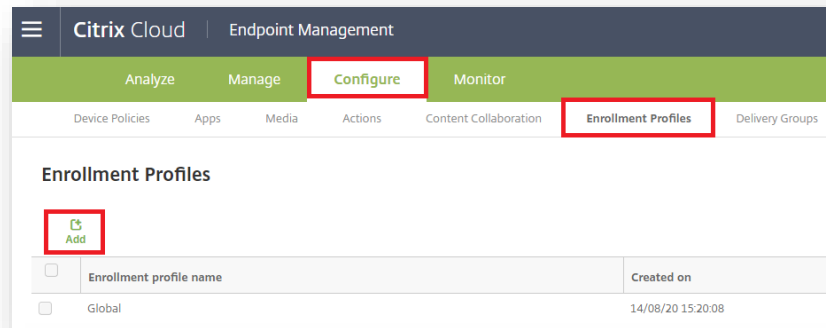 Citrix Cloud Endpoint Management
Analyze Manage Configure Monitor
Device Policies Apps Media Actions Content Collaboration Enrollment Profiles Delivery Groups
Enrollment Profiles
Add
Enrollment profile name Created on
Global 14/08/20 15:20:08